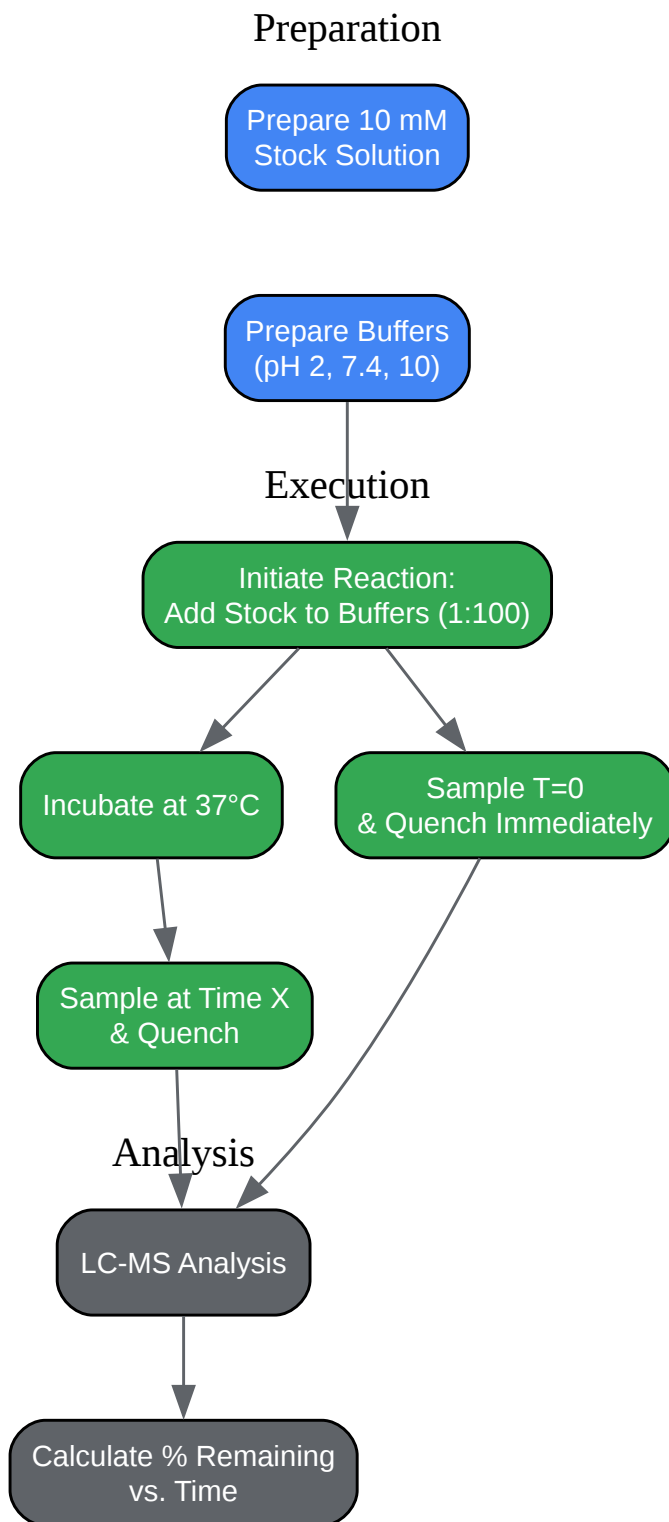 Preparation
Prepare 10 mM
Stock Solution
Prepare Buffers
(pH 2, 7.4, 10)
Execution
Initiate Reaction:
Add Stock to Buffers (1:100)
Incubate at 37°C
Sample T=0
& Quench Immediately
Sample at Time X
& Quench
Analysis
LC-MS Analysis
Calculate % Remaining
vs. Time